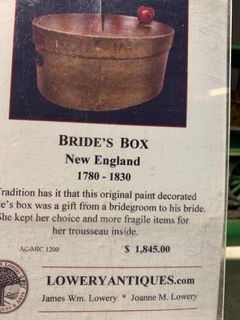 BRIDE'S BOX
New England
1780 - 1830
Tradition has it that this original paint decorated
de's box was a gift from a bridegroom to his bride.
She kept her choice and more fragile items for
her trousseau inside.
AC-MIC 1200
$ 1,845.00
LOWERYANTIQUES.com
James Wm. Lowery * Joanne M. Lowery